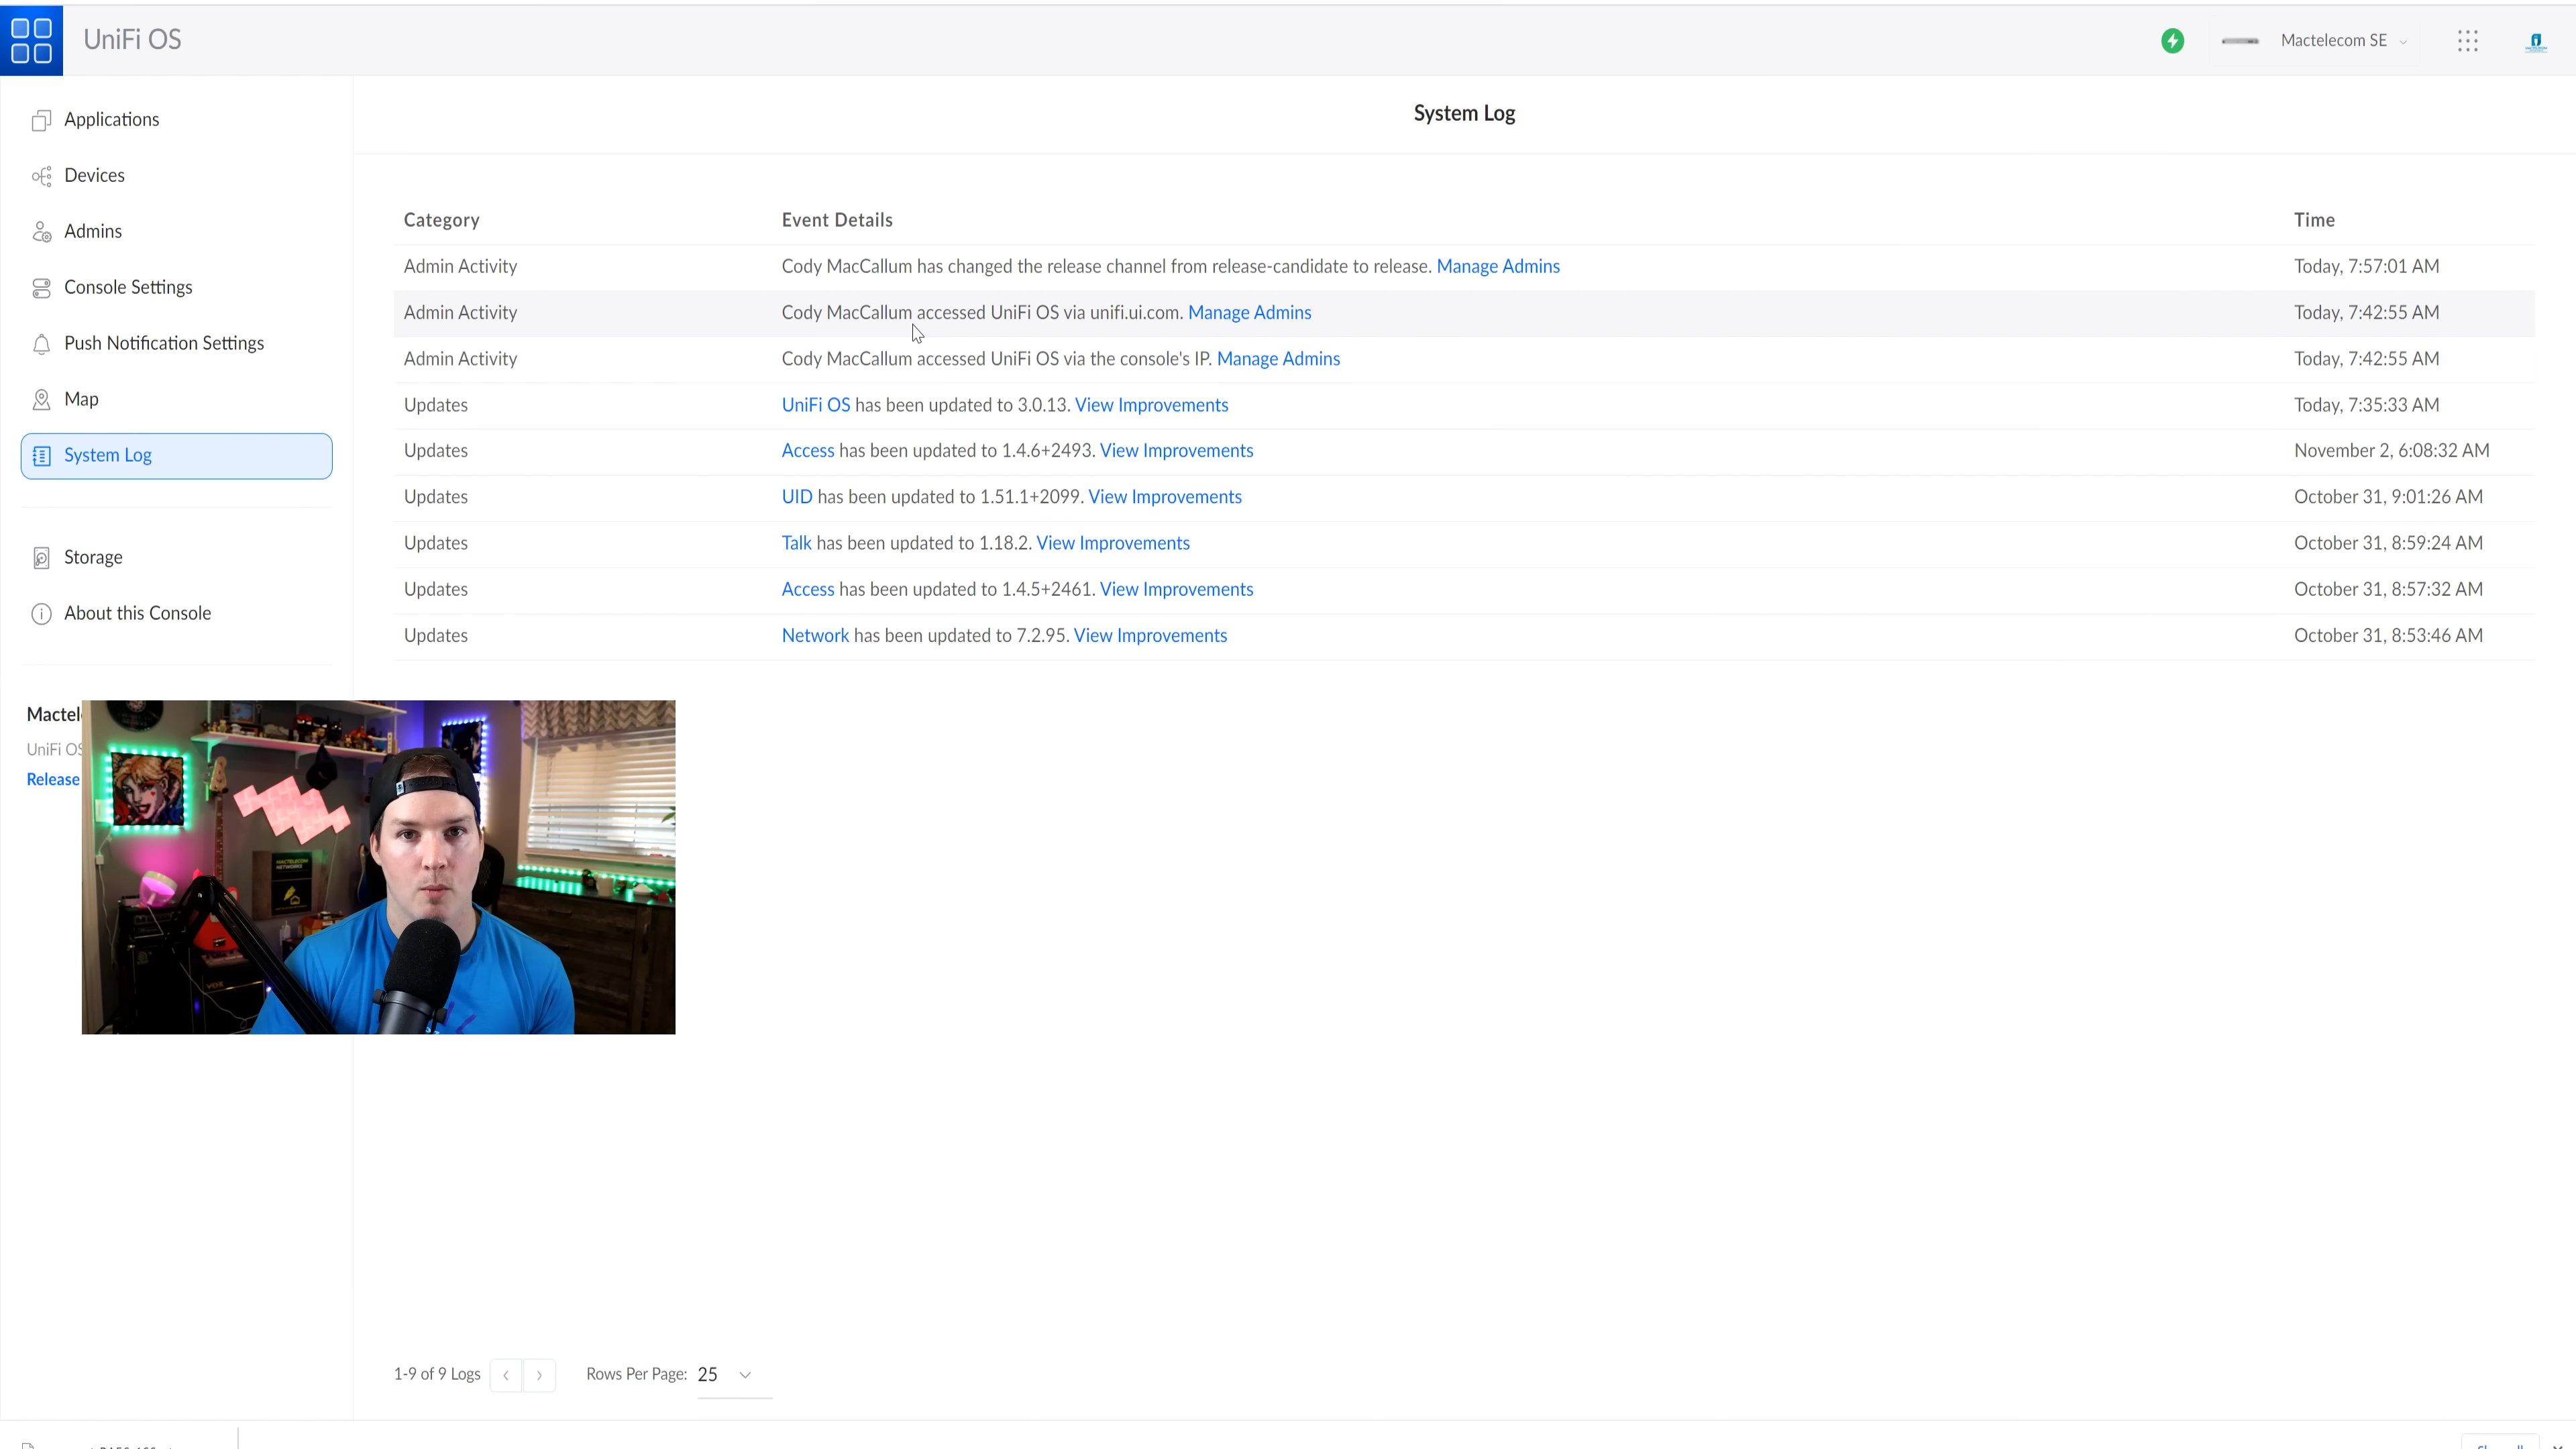 UniFi OS
Mactelecom SE
Applications
Devices
Admins
Console Settings
Push Notification Settings
Map
System Log
Storage
About this Console
Mactel
UniFi OS
Release
System Log
Category Event Details Time
Admin Activity Cody MacCallum has changed the release channel from release-candidate to release. Manage Admins Today, 7:57:01 AM
Admin Activity Cody MacCallum accessed UniFi OS via unifi.ui.com. Manage Admins Today, 7:42:55 AM
Admin Activity Cody MacCallum accessed UniFi OS via the console's IP. Manage Admins Today, 7:42:55 AM
Updates UniFi OS has been updated to 3.0.13. View Improvements Today, 7:35:33 AM
Updates Access has been updated to 1.4.6+2493. View Improvements November 2, 6:08:32 AM
Updates UID has been updated to 1.51.1+2099. View Improvements October 31, 9:01:26 AM
Updates Talk has been updated to 1.18.2. View Improvements October 31, 8:59:24 AM
Updates Access has been updated to 1.4.5+2461. View Improvements October 31, 8:57:32 AM
Updates Network has been updated to 7.2.95. View Improvements October 31, 8:53:46 AM
MACTELECOM
NETWORKS
1-9 of 9 Logs Rows Per Page: 25